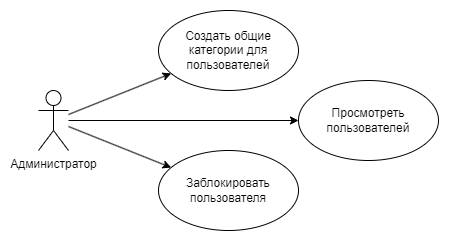 Создать общие
категории для
пользователей
Просмотреть
пользователей
Администратор
Заблокировать
пользователя